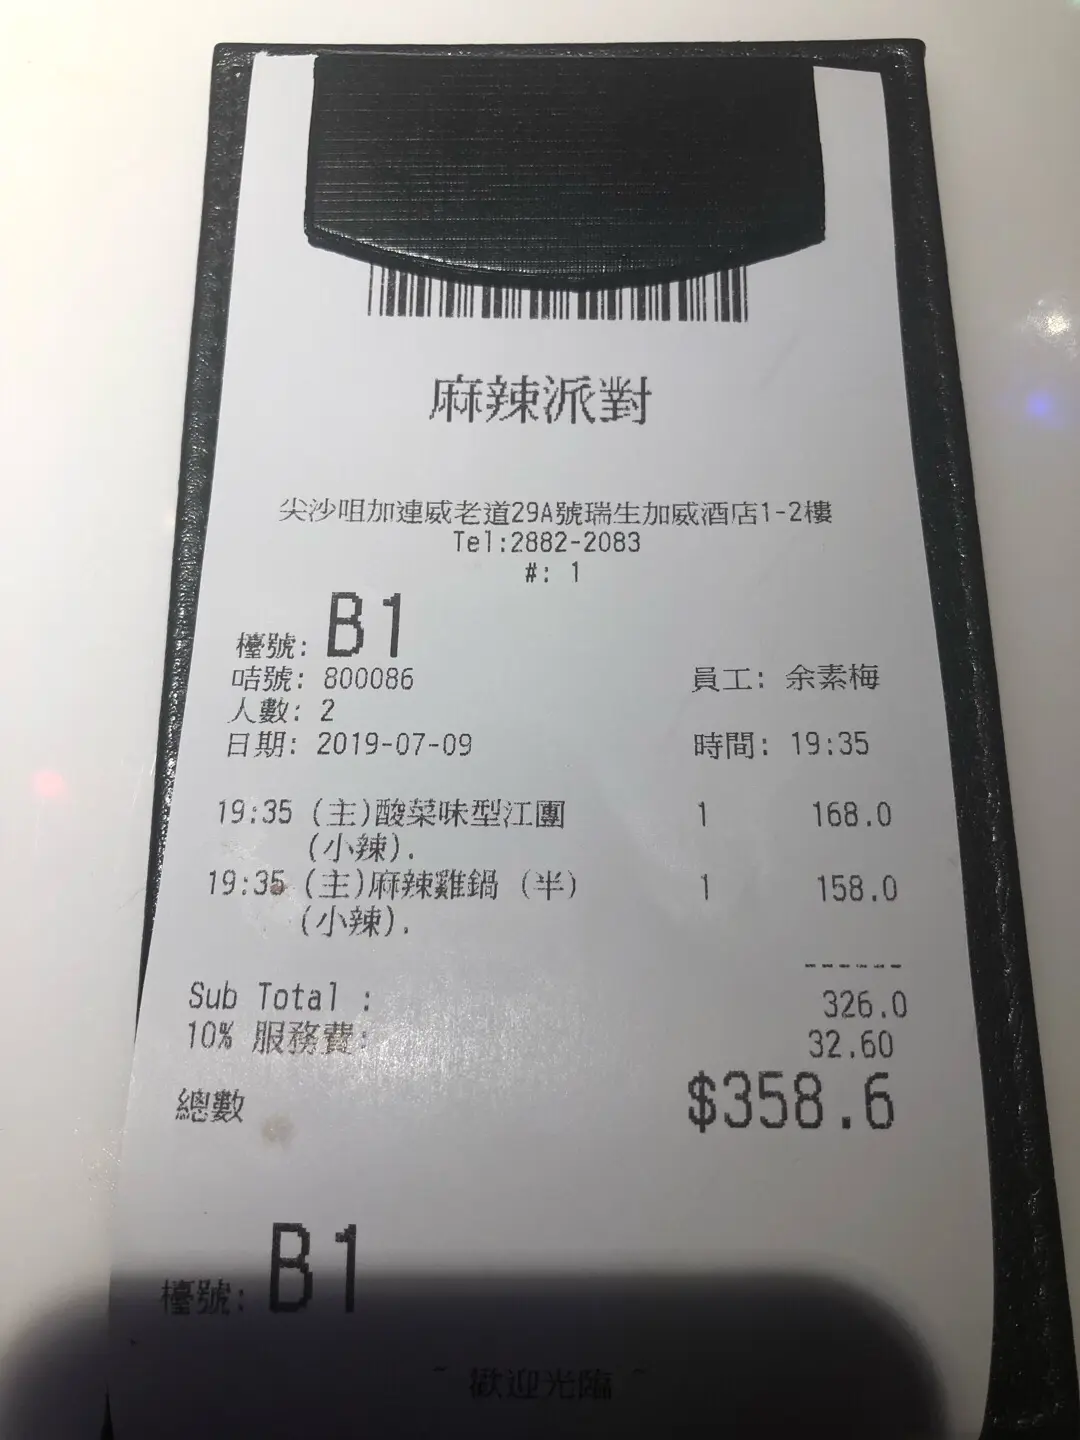 麻辣派對
尖沙咀加連威老道29A號瑞生加威酒店1-2樓
Tel:2882-2083
#: 1
檯號: B1
咭號: 800086 員工: 余素梅
人數: 2
日期: 2019-07-09 時間: 19:35
19:35 (主)酸菜味型江團 1 168.0
(小辣).
19:35 (主)麻辣雞鍋 (半) 1 158.0
(小辣).
------
Sub Total : 326.0
10% 服務費: 32.60
總數 $358.6
檯號: B1
~ 歡迎光臨 ~